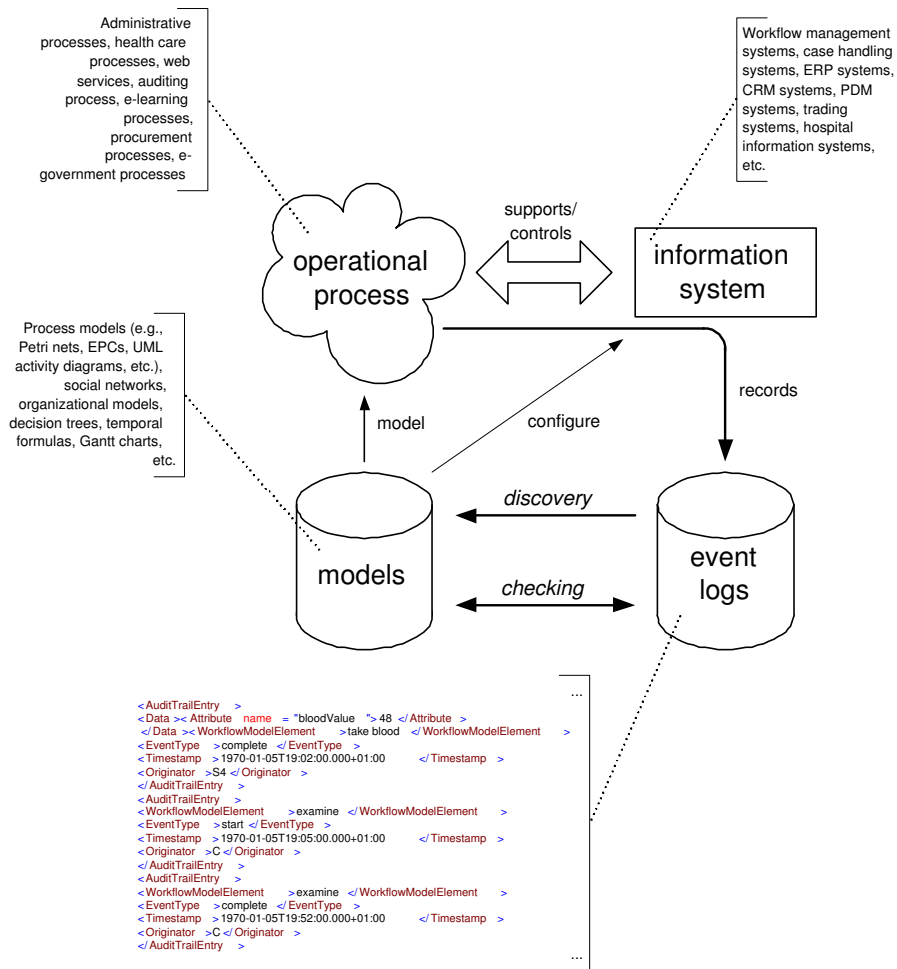 Administrative
processes, health care
processes, web
services, auditing
process, e-learning
processes,
procurement
processes, e-
government processes
Workflow management
systems, case handling
systems, ERP systems,
CRM systems, PDM
systems, trading
systems, hospital
information systems,
etc.
supports/
controls
operational
process
information
system
Process models (e.g.,
Petri nets, EPCs, UML
activity diagrams, etc.),
social networks,
organizational models,
decision trees, temporal
formulas, Gantt charts,
etc.
records
model
configure
discovery
models
event
logs
checking
...
<AuditTrailEntry >
<Data ><Attribute name = "bloodValue ">48 </Attribute >
</Data ><WorkflowModelElement >take blood </WorkflowModelElement >
<EventType >complete </EventType >
<Timestamp >1970-01-05T19:02:00.000+01:00 </Timestamp >
<Originator >S4 </Originator >
</AuditTrailEntry >
<AuditTrailEntry >
<WorkflowModelElement >examine </WorkflowModelElement >
<EventType >start </EventType >
<Timestamp >1970-01-05T19:05:00.000+01:00 </Timestamp >
<Originator >C </Originator >
</AuditTrailEntry >
<AuditTrailEntry >
<WorkflowModelElement >examine </WorkflowModelElement >
<EventType >complete </EventType >
<Timestamp >1970-01-05T19:52:00.000+01:00 </Timestamp >
<Originator >C </Originator >
</AuditTrailEntry >
...